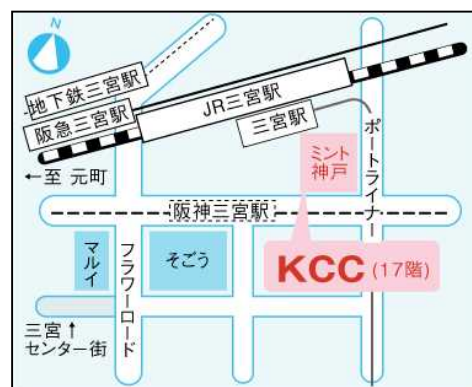 N
地下鉄三宮駅
阪急三宮駅
JR三宮駅
三宮駅
←至 元町
ミント
神戸
ポートライナー
阪神三宮駅
マルイ
フラワーロード
そごう
KCC (17階)
三宮↑
センター街